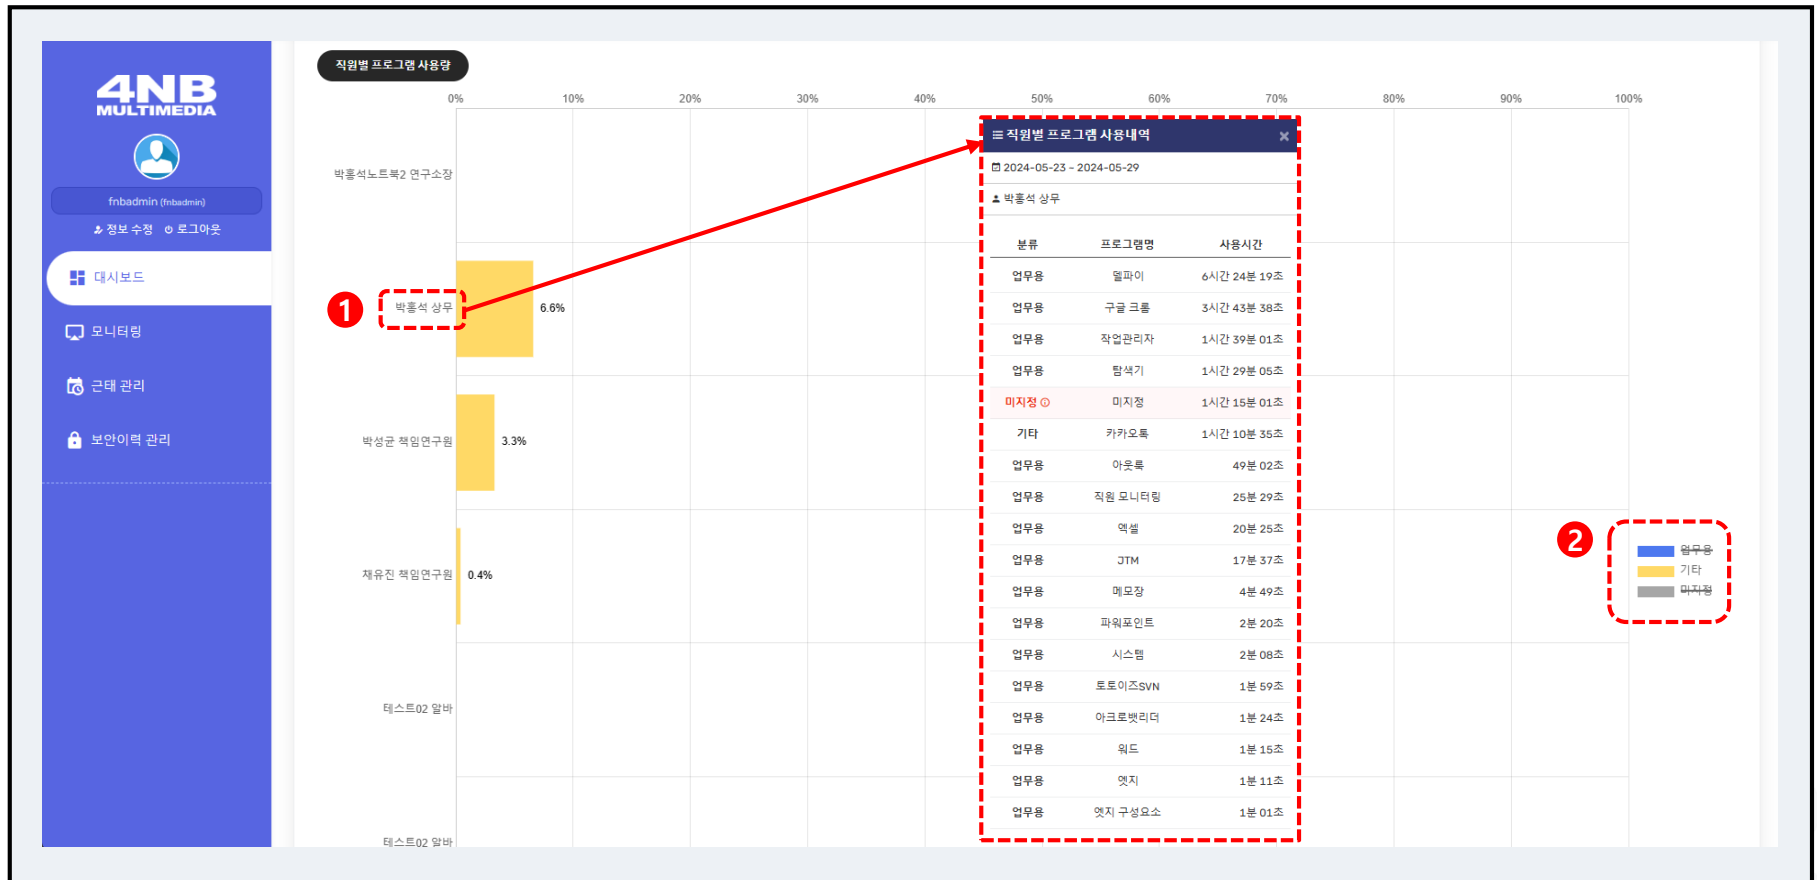 4NB
MULTIMEDIA
fnbadmin (fnbadmin)
정보 수정 로그아웃
대시보드
모니터링
근태 관리
보안이력 관리
직원별 프로그램 사용량
0% 10% 20% 30% 40% 50% 60% 70% 80% 90% 100%
박홍석노트북2 연구소장
1
박홍석 상무
6.6%
박성균 책임연구원
3.3%
채유진 책임연구원
0.4%
테스트02 알바
테스트02 알바
직원별 프로그램 사용내역 ×
2024-05-23 ~ 2024-05-29
박홍석 상무
분류 프로그램명 사용시간
업무용 델파이 6시간 24분 19초
업무용 구글 크롬 3시간 43분 38초
업무용 작업관리자 1시간 39분 01초
업무용 탐색기 1시간 29분 05초
미지정 미지정 1시간 15분 01초
기타 카카오톡 1시간 10분 35초
업무용 아웃룩 49분 02초
업무용 직원 모니터링 25분 29초
업무용 엑셀 20분 25초
업무용 JTM 17분 37초
업무용 메모장 4분 49초
업무용 파워포인트 2분 20초
업무용 시스템 2분 08초
업무용 토토이즈SVN 1분 59초
업무용 아크로뱃리더 1분 24초
업무용 워드 1분 15초
업무용 엣지 1분 11초
업무용 엣지 구성요소 1분 01초
2
업무용
기타
미지정